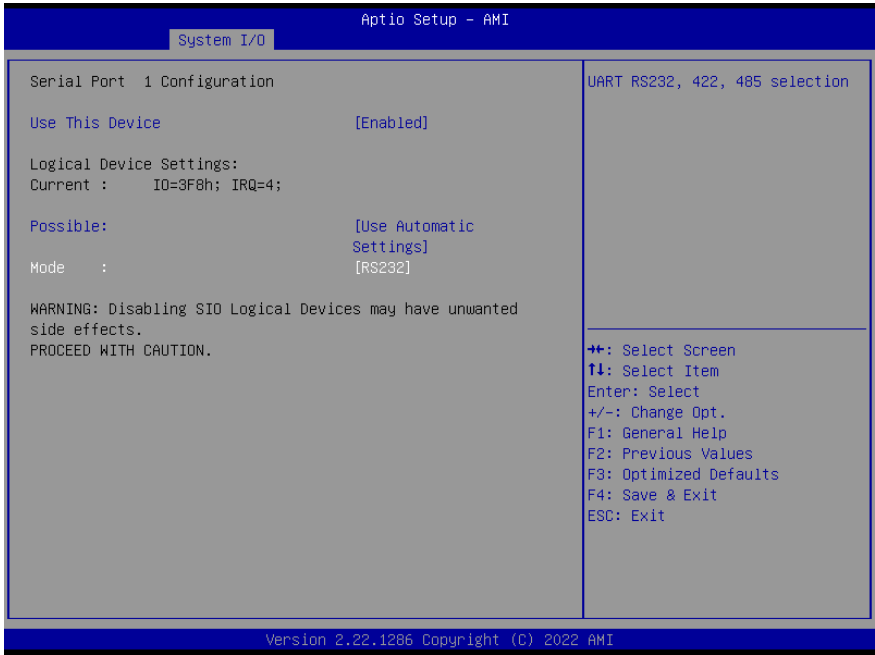 Aptio Setup - AMI
System I/O
Serial Port  1 Configuration
Use This Device [Enabled]
Logical Device Settings:
Current :     IO=3F8h; IRQ=4;
Possible: [Use Automatic
Settings]
Mode    : [RS232]
WARNING: Disabling SIO Logical Devices may have unwanted
side effects.
PROCEED WITH CAUTION.
UART RS232, 422, 485 selection
→←: Select Screen
↑↓: Select Item
Enter: Select
+/-: Change Opt.
F1: General Help
F2: Previous Values
F3: Optimized Defaults
F4: Save & Exit
ESC: Exit
Version 2.22.1286 Copyright (C) 2022 AMI